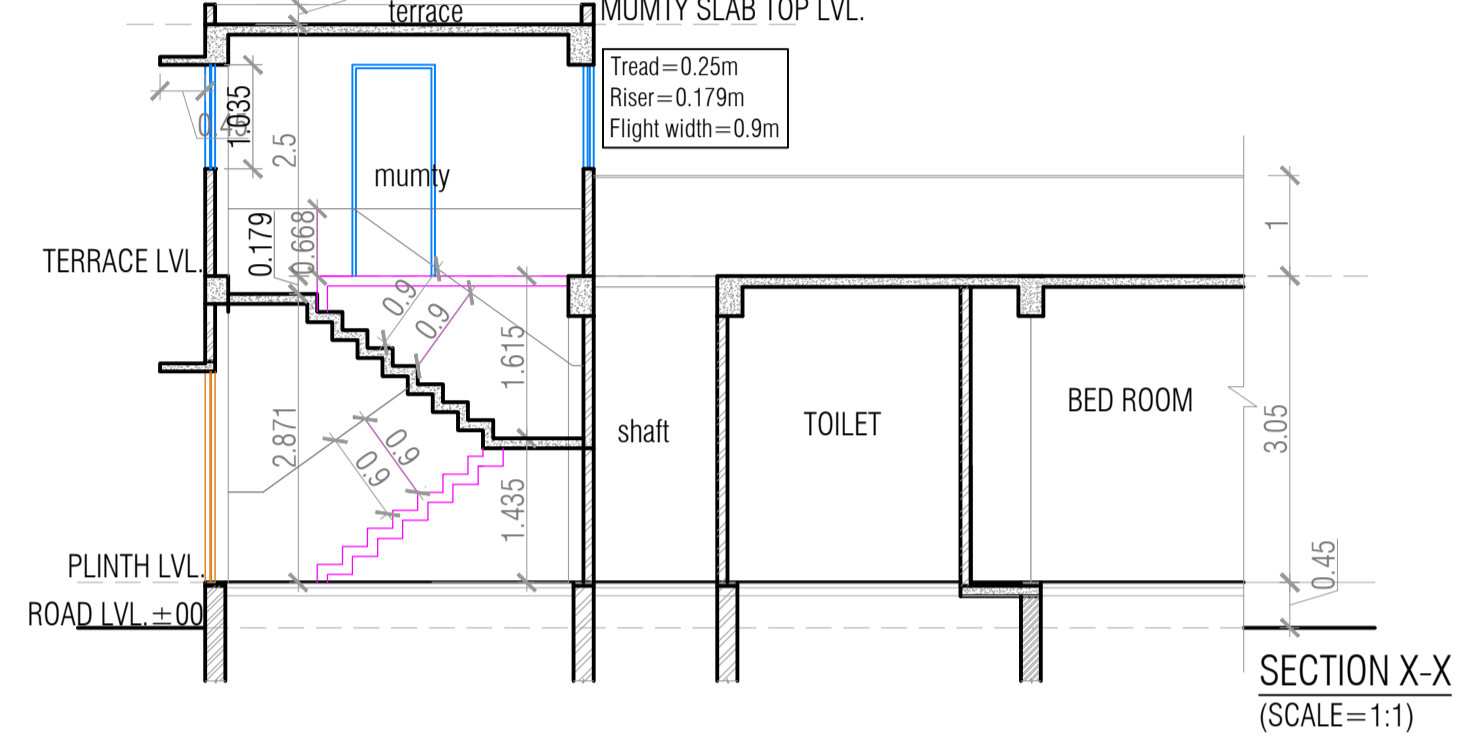 terrace
MUMTY SLAB TOP LVL.
Tread=0.25m
Riser=0.179m
Flight width=0.9m
0.45
1.035
2.5
mumty
1
TERRACE LVL.
0.179
0.668
0.9
0.9
1.615
3.05
BED ROOM
TOILET
shaft
2.871
0.9
0.9
1.435
0.45
PLINTH LVL.
ROAD LVL.±00
SECTION X-X
(SCALE=1:1)